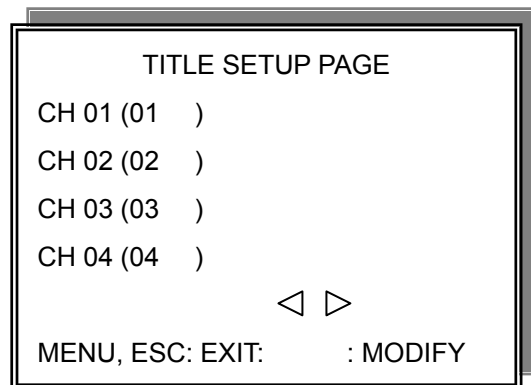 TITLE SETUP PAGE
CH 01 (01 )
CH 02 (02 )
CH 03 (03 )
CH 04 (04 )
◁ ▷
MENU, ESC: EXIT: : MODIFY